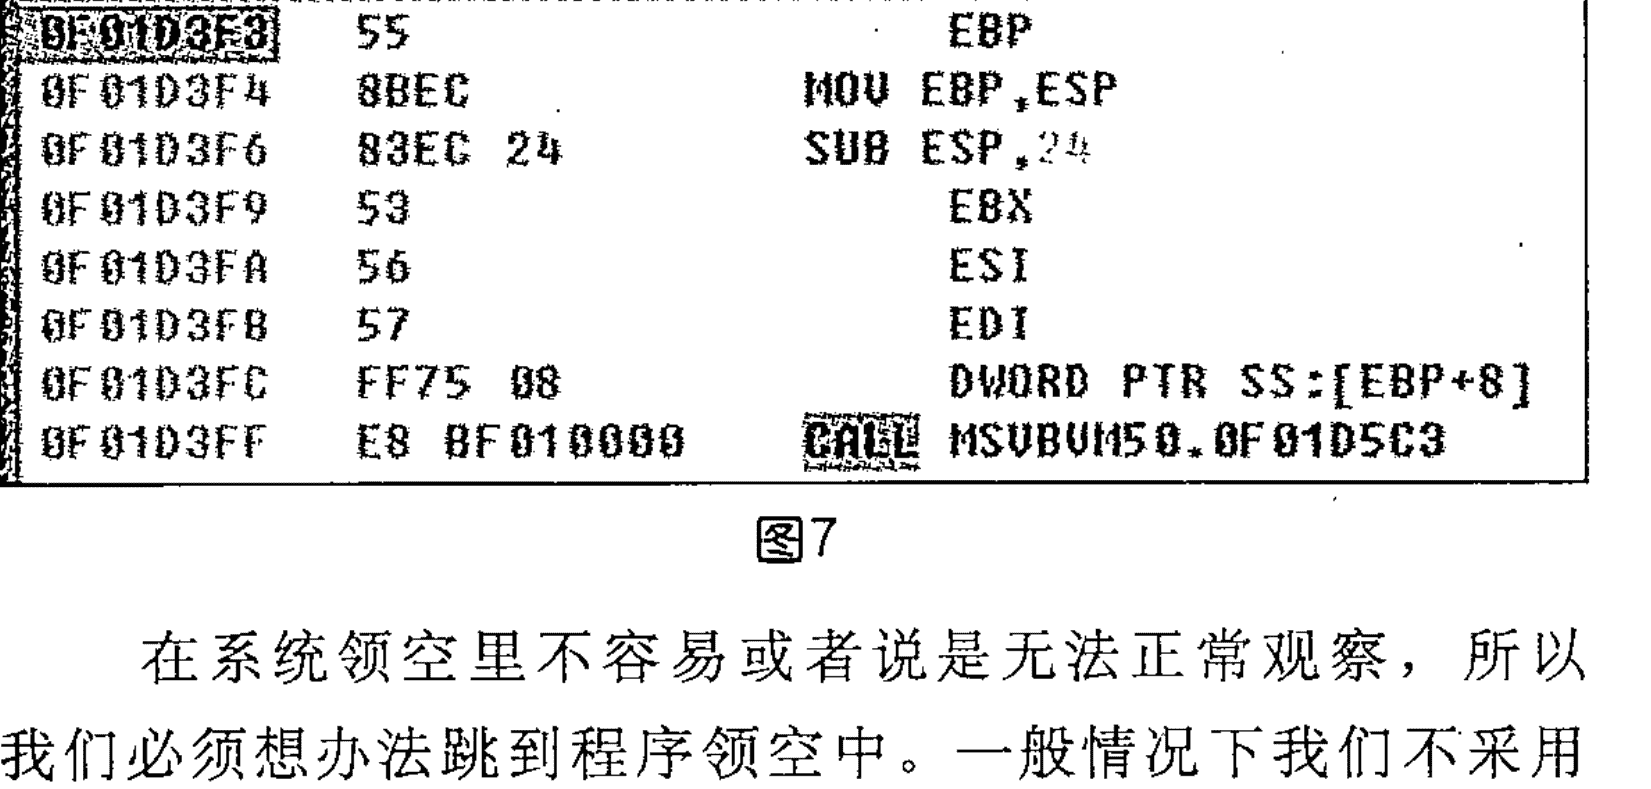 0F01D3F3 55 EBP
0F01D3F4 8BEC MOV EBP,ESP
0F01D3F6 83EC 24 SUB ESP,24
0F01D3F9 53 EBX
0F01D3FA 56 ESI
0F01D3FB 57 EDI
0F01D3FC FF75 08 DWORD PTR SS:[EBP+8]
0F01D3FF E8 BF010000 CALL MSVBVM50.0F01D5C3
图7
在系统领空里不容易或者说是无法正常观察，所以
我们必须想办法跳到程序领空中。一般情况下我们不采用